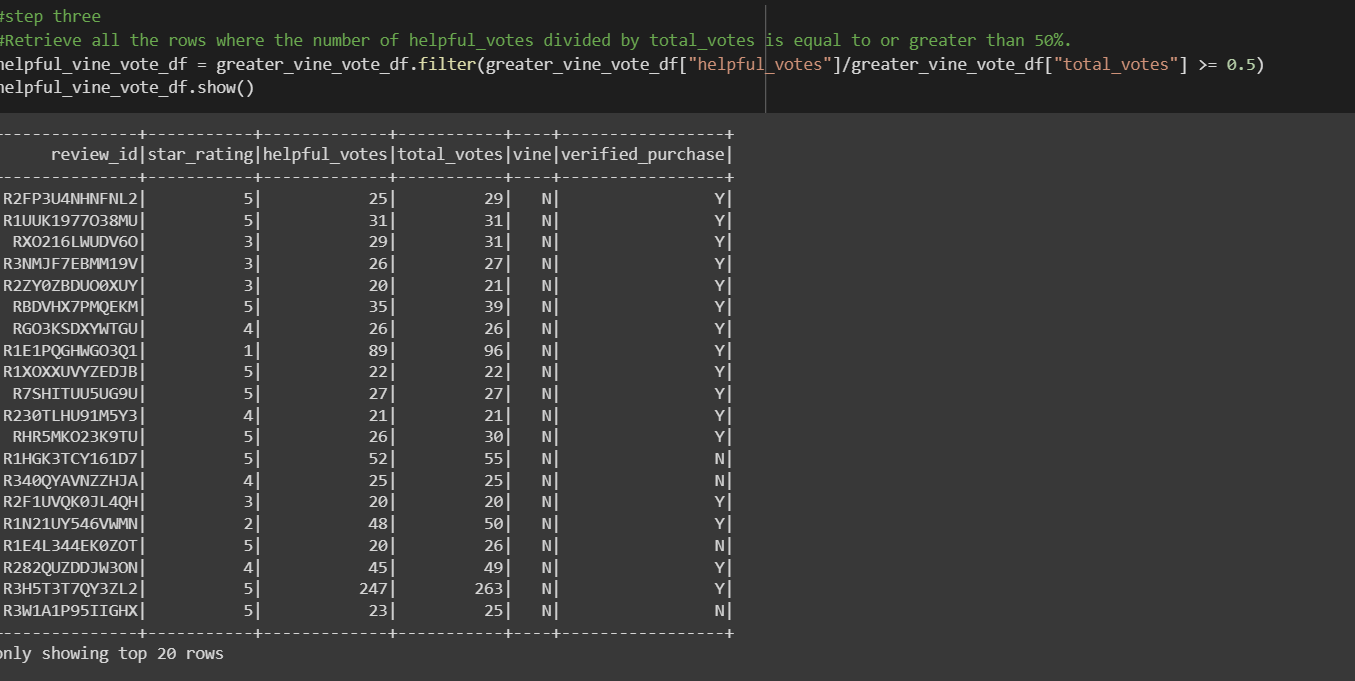 #step three
#Retrieve all the rows where the number of helpful_votes divided by total_votes is equal to or greater than 50%.
helpful_vine_vote_df = greater_vine_vote_df.filter(greater_vine_vote_df["helpful_votes"]/greater_vine_vote_df["total_votes"] >= 0.5)
helpful_vine_vote_df.show()
--------------+-----------+-------------+-----------+----+-----------------+
review_id|star_rating|helpful_votes|total_votes|vine|verified_purchase|
--------------+-----------+-------------+-----------+----+-----------------+
R2FP3U4NHNFNL2| 5| 25| 29| N| Y|
R1UUK1977O38MU| 5| 31| 31| N| Y|
RXO216LWUDV6O| 3| 29| 31| N| Y|
R3NMJF7EBMM19V| 3| 26| 27| N| Y|
R2ZY0ZBDUO0XUY| 3| 20| 21| N| Y|
RBDVHX7PMQEKM| 5| 35| 39| N| Y|
RGO3KSDXYWTGU| 4| 26| 26| N| Y|
R1E1PQGHWGO3Q1| 1| 89| 96| N| Y|
R1XOXXUVYZEDJB| 5| 22| 22| N| Y|
R7SHITUU5UG9U| 5| 27| 27| N| Y|
R230TLHU91M5Y3| 4| 21| 21| N| Y|
RHR5MKO23K9TU| 5| 26| 30| N| Y|
R1HGK3TCY161D7| 5| 52| 55| N| N|
R340QYAVNZZHJA| 4| 25| 25| N| N|
R2F1UVQK0JL4QH| 3| 20| 20| N| Y|
R1N21UY546VWMN| 2| 48| 50| N| Y|
R1E4L344EK0ZOT| 5| 20| 26| N| N|
R282QUZDDJW3ON| 4| 45| 49| N| Y|
R3H5T3T7QY3ZL2| 5| 247| 263| N| Y|
R3W1A1P95IIGHX| 5| 23| 25| N| N|
--------------+-----------+-------------+-----------+----+-----------------+
only showing top 20 rows